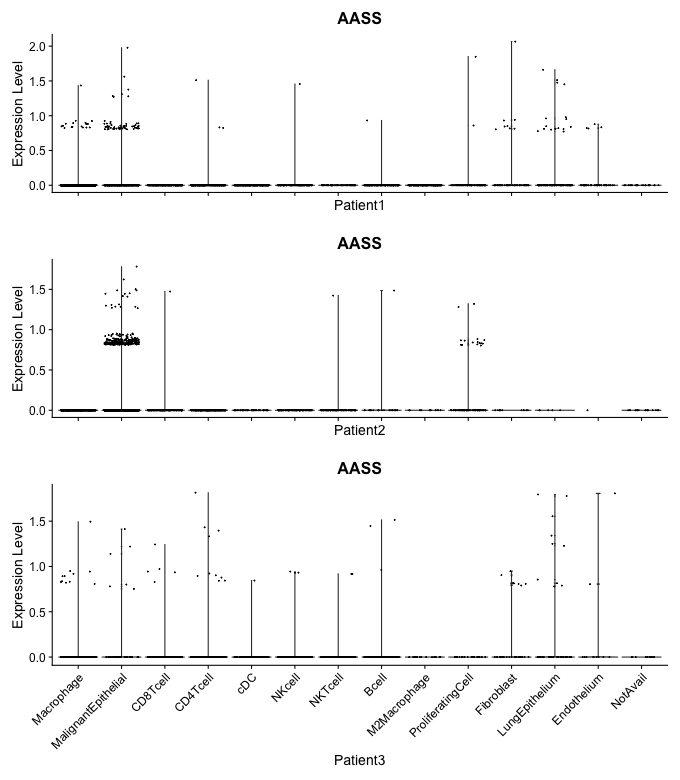 AASS
2.0
1.5
1.0
0.5
0.0
Expression Level
Patient1
AASS
1.5
1.0
0.5
0.0
Expression Level
Patient2
AASS
1.5
1.0
0.5
0.0
Expression Level
Macrophage
MalignantEpithelial
CD8Tcell
CD4Tcell
cDC
NKcell
NKTcell
Bcell
M2Macrophage
ProliferatingCell
Fibroblast
LungEpithelium
Endothelium
NotAvail
Patient3